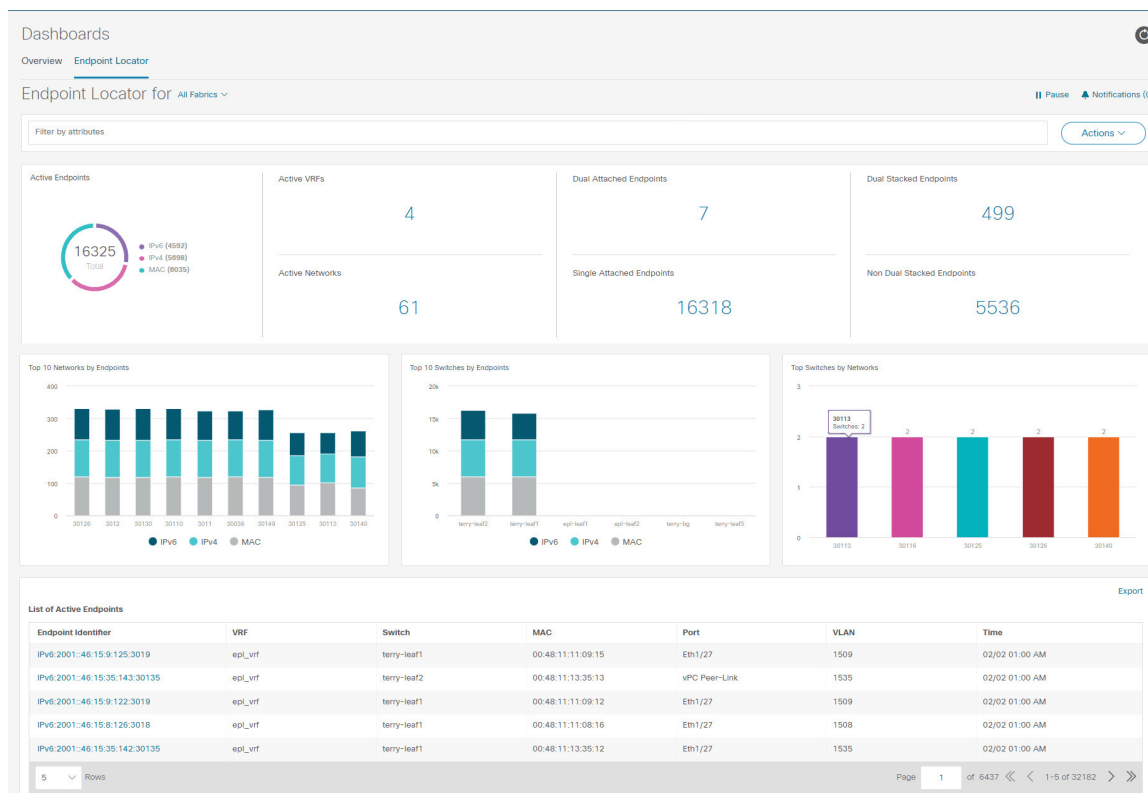 Dashboards
Overview Endpoint Locator
Endpoint Locator for All Fabrics
Pause Notifications (0
Filter by attributes
Actions
Active Endpoints
16325
Total
IPv6 (4592)
IPv4 (5698)
MAC (6035)
Active VRFs
4
Active Networks
61
Dual Attached Endpoints
7
Single Attached Endpoints
16318
Dual Stacked Endpoints
499
Non Dual Stacked Endpoints
5536
Top 10 Networks by Endpoints
400
300
200
100
0
30126 3012 30130 30110 3011 30036 30149 30125 30113 30140
IPv6 IPv4 MAC
Top 10 Switches by Endpoints
20k
15k
10k
5k
0
terry-leaf2 terry-leaf1 epl-leaf1 epl-leaf2 terry-bg terry-leaf3
IPv6 IPv4 MAC
Top Switches by Networks
3
2
1
0
30113
Switches: 2
2 2 2 2
30113 30116 30125 30126 30149
Export
List of Active Endpoints
Endpoint Identifier VRF Switch MAC Port VLAN Time
IPv6:2001::46:15:9:125:3019 epl_vrf terry-leaf1 00:48:11:11:09:15 Eth1/27 1509 02/02 01:00 AM
IPv6:2001::46:15:35:143:30135 epl_vrf terry-leaf2 00:48:11:13:35:13 vPC Peer-Link 1535 02/02 01:00 AM
IPv6:2001::46:15:9:122:3019 epl_vrf terry-leaf1 00:48:11:11:09:12 Eth1/27 1509 02/02 01:00 AM
IPv6:2001::46:15:8:126:3018 epl_vrf terry-leaf1 00:48:11:11:08:16 Eth1/27 1508 02/02 01:00 AM
IPv6:2001::46:15:35:142:30135 epl_vrf terry-leaf1 00:48:11:13:35:12 Eth1/27 1535 02/02 01:00 AM
5 Rows Page 1 of 6437 1-5 of 32182